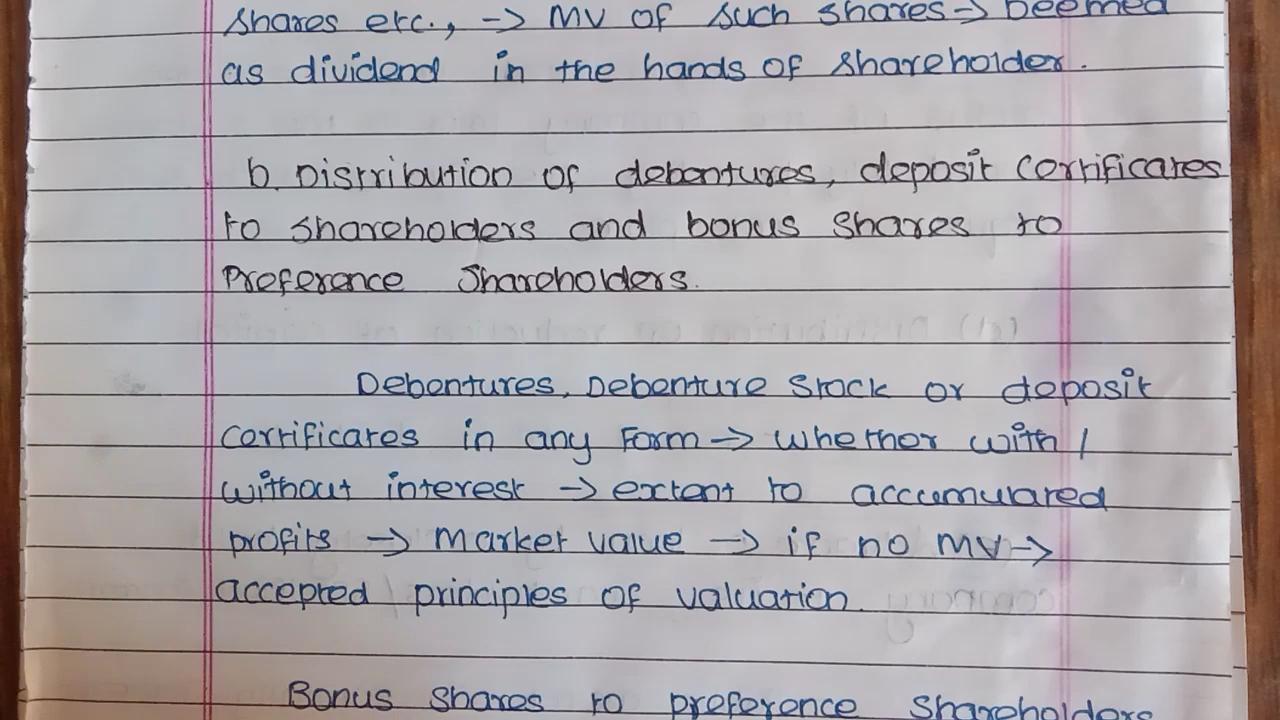 shares etc., -> MV of such shares -> Deemed
as dividend in the hands of shareholder.
b. Distribution of debentures, deposit certificates
to shareholders and bonus shares to
Preference Shareholders.
Debentures, Debenture Stock or deposit
certificates in any Form -> whether with /
without interest -> extent to accumulated
profits -> Market value -> if no MV ->
accepted principles of valuation.
Bonus shares to preference shareholders